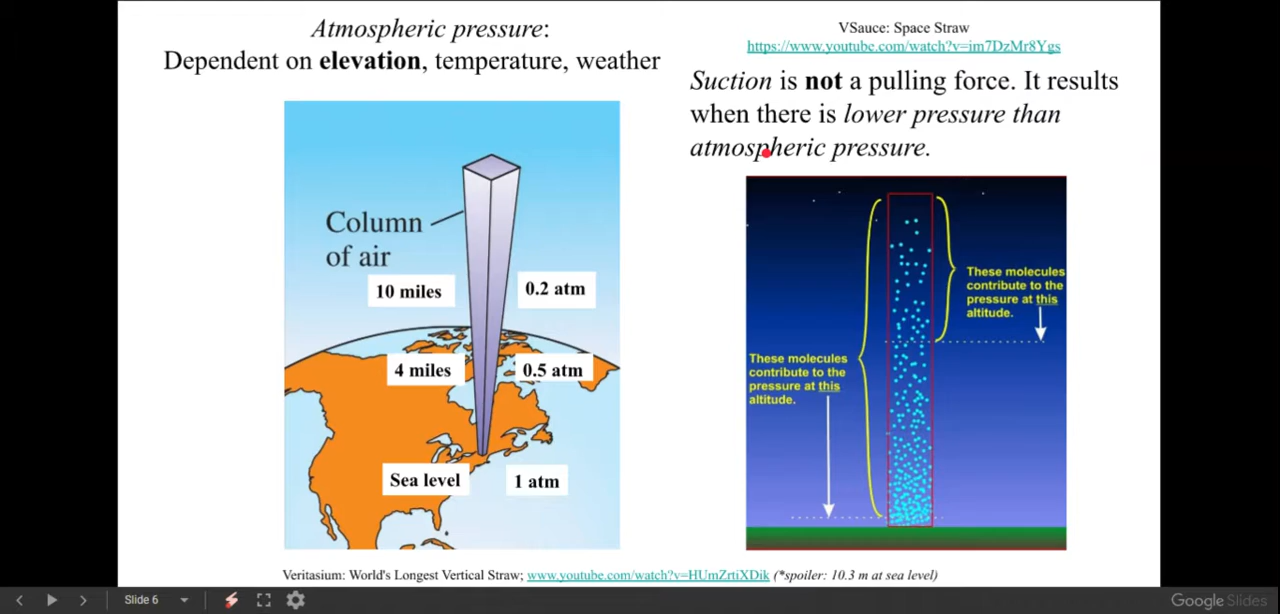 Atmospheric pressure:
Dependent on elevation, temperature, weather
Column
of air
10 miles
0.2 atm
4 miles
0.5 atm
Sea level
1 atm
VSauce: Space Straw
https://www.youtube.com/watch?v=im7DzMr8Ygs
Suction is not a pulling force. It results
when there is lower pressure than
atmospheric pressure.
These molecules
contribute to the
pressure at this
altitude.
These molecules
contribute to the
pressure at this
altitude.
Veritasium: World's Longest Vertical Straw; www.youtube.com/watch?v=HUmZrtiXDik (*spoiler: 10.3 m at sea level)
Slide 6
Google Slides